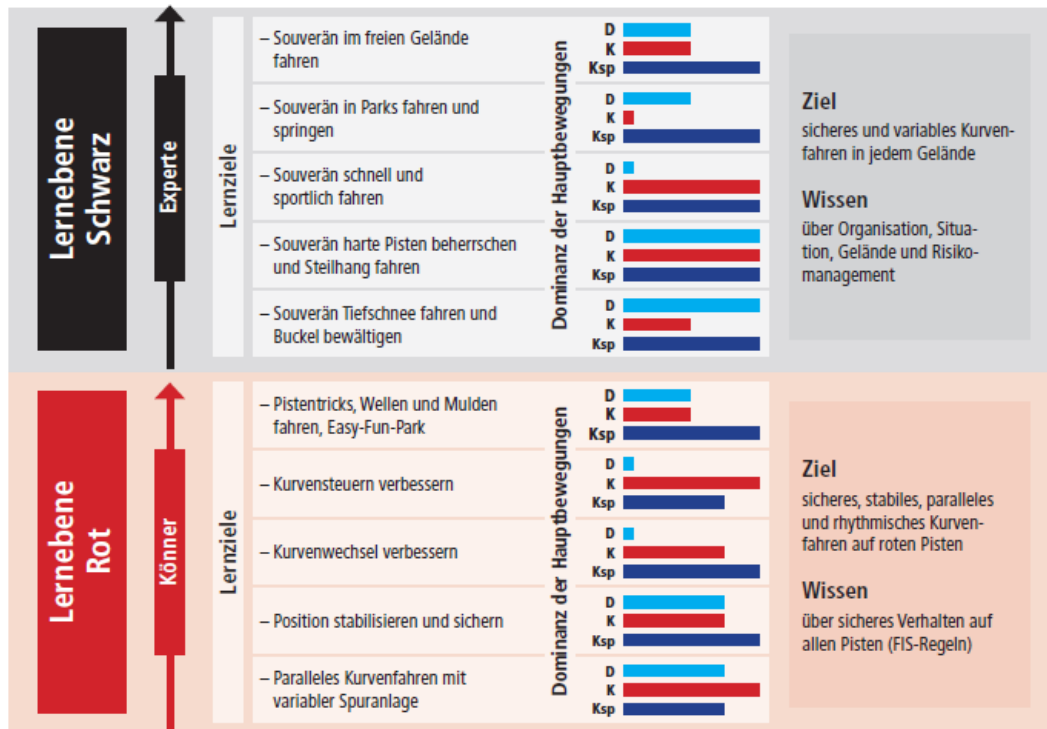 Lernebene
Schwarz
Experte
Lernziele
– Souverän im freien Gelände
fahren
– Souverän in Parks fahren und
springen
– Souverän schnell und
sportlich fahren
– Souverän harte Pisten beherrschen
und Steilhang fahren
– Souverän Tiefschnee fahren und
Buckel bewältigen
Dominanz der Hauptbewegungen
D
K
Ksp
D
K
Ksp
D
K
Ksp
D
K
Ksp
D
K
Ksp
Ziel
sicheres und variables Kurven-
fahren in jedem Gelände
Wissen
über Organisation, Situa-
tion, Gelände und Risiko-
management
Lernebene
Rot
Könner
Lernziele
– Pistentricks, Wellen und Mulden
fahren, Easy-Fun-Park
– Kurvensteuern verbessern
– Kurvenwechsel verbessern
– Position stabilisieren und sichern
– Paralleles Kurvenfahren mit
variabler Spuranlage
Dominanz der Hauptbewegungen
D
K
Ksp
D
K
Ksp
D
K
Ksp
D
K
Ksp
D
K
Ksp
Ziel
sicheres, stabiles, paralleles
und rhythmisches Kurven-
fahren auf roten Pisten
Wissen
über sicheres Verhalten auf
allen Pisten (FIS-Regeln)